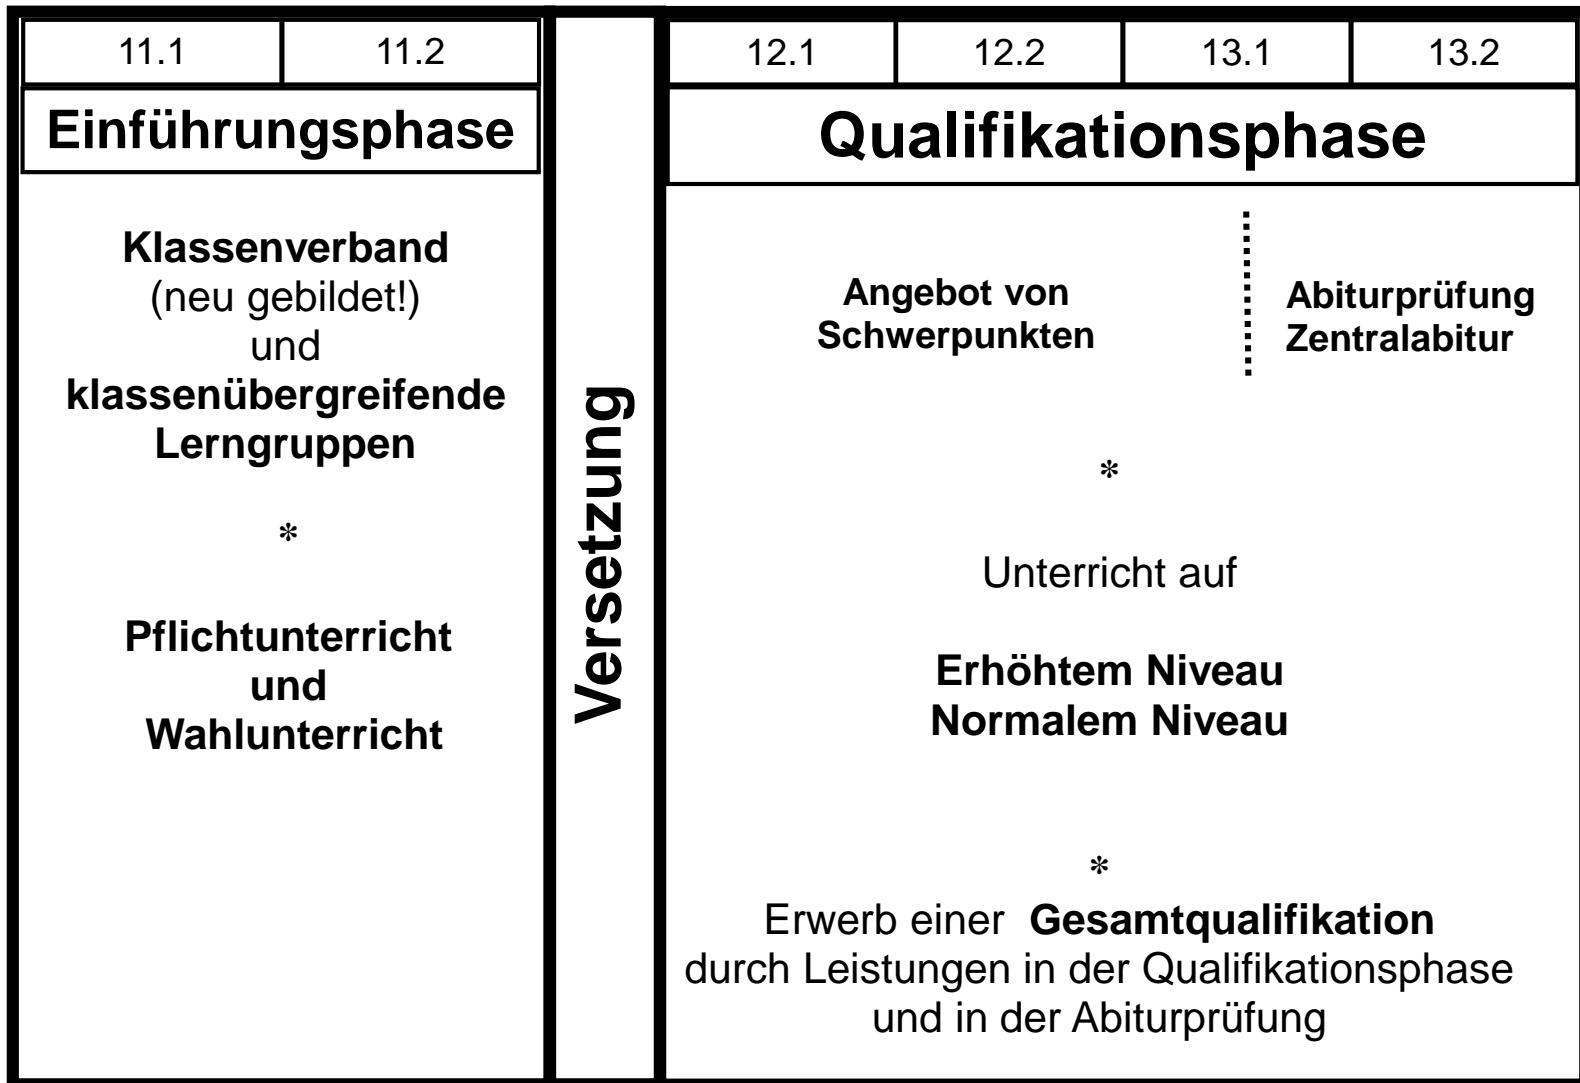 11.1 11.2
Einführungsphase
Klassenverband
(neu gebildet!)
und
klassenübergreifende
Lerngruppen
*
Pflichtunterricht
und
Wahlunterricht
Versetzung
12.1 12.2 13.1 13.2
Qualifikationsphase
Angebot von
Schwerpunkten
Abiturprüfung
Zentralabitur
*
Unterricht auf
Erhöhtem Niveau
Normalem Niveau
*
Erwerb einer Gesamtqualifikation
durch Leistungen in der Qualifikationsphase
und in der Abiturprüfung